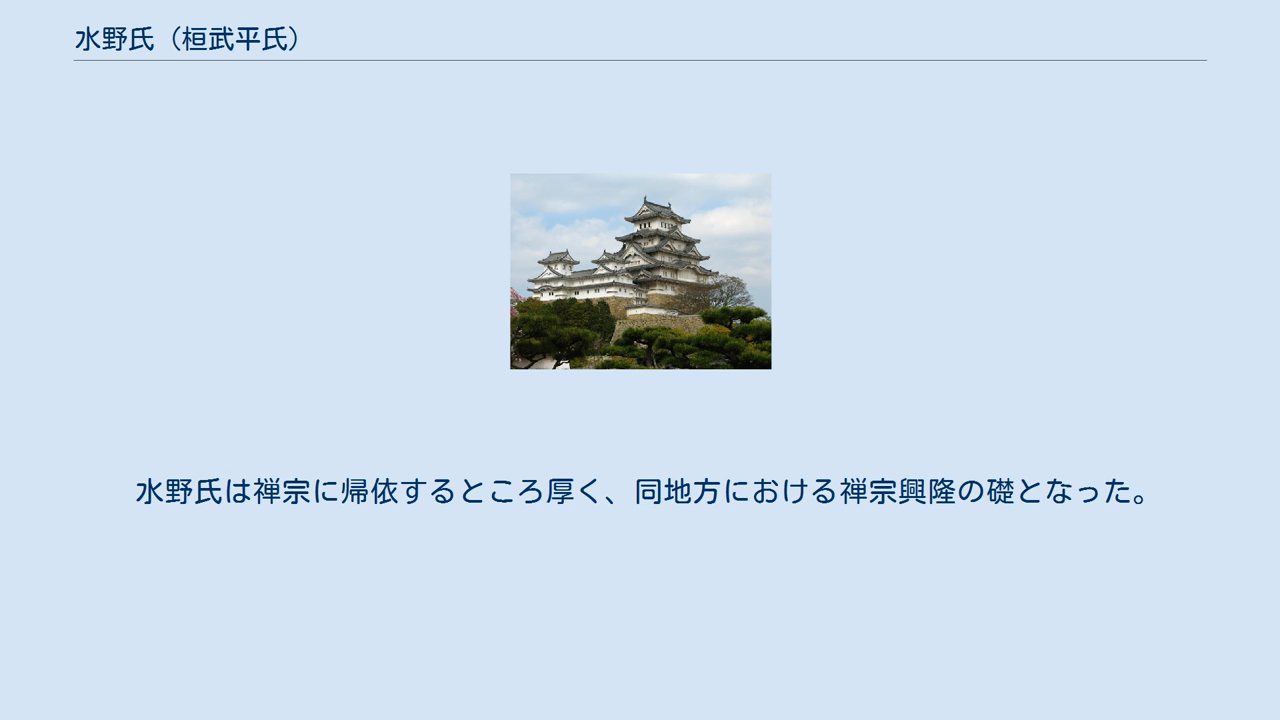 水野氏（桓武平氏）
水野氏は禅宗に帰依するところ厚く、同地方における禅宗興隆の礎となった。